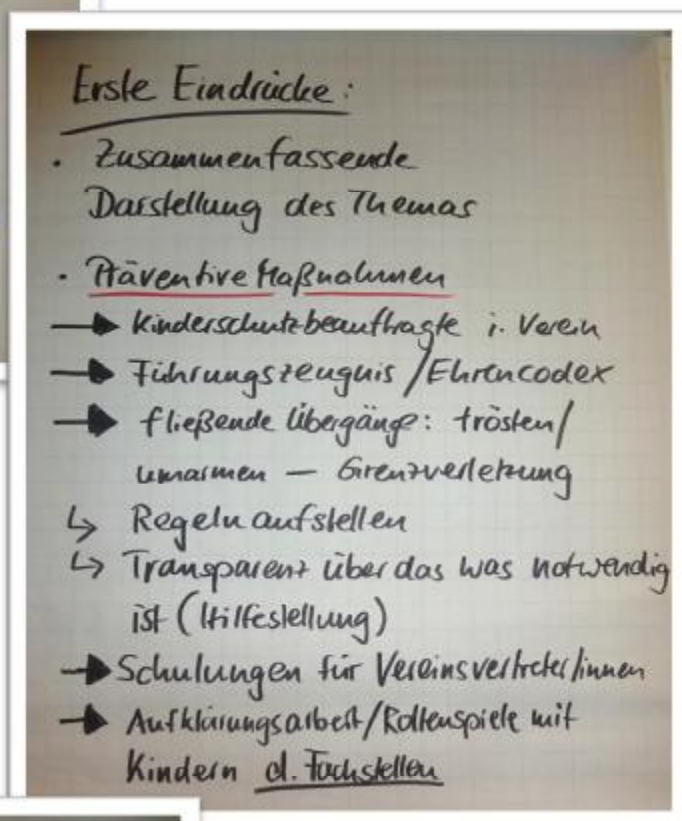 Erste Eindrücke:
• Zusammenfassende
Darstellung des Themas
• Präventive Maßnahmen
→ Kinderschutzbeauftragte i. Verein
→ Führungszeugnis / Ehrencodex
→ fließende Übergänge: trösten/
umarmen – Grenzverletzung
↳ Regeln aufstellen
↳ Transparenz über das was notwendig
ist (Hilfestellung)
→ Schulungen für Vereinsvertreter/innen
→ Aufklärungsarbeit/Rollenspiele mit
Kindern d. Fachstellen